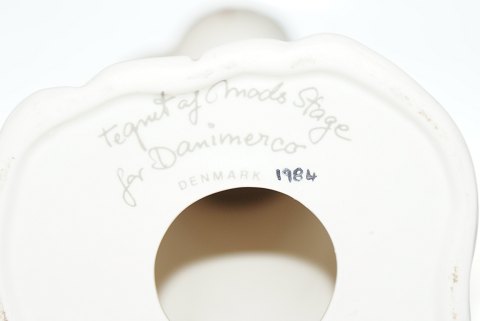 Tegnet af Mads Stage
for Danimerco
DENMARK 1984